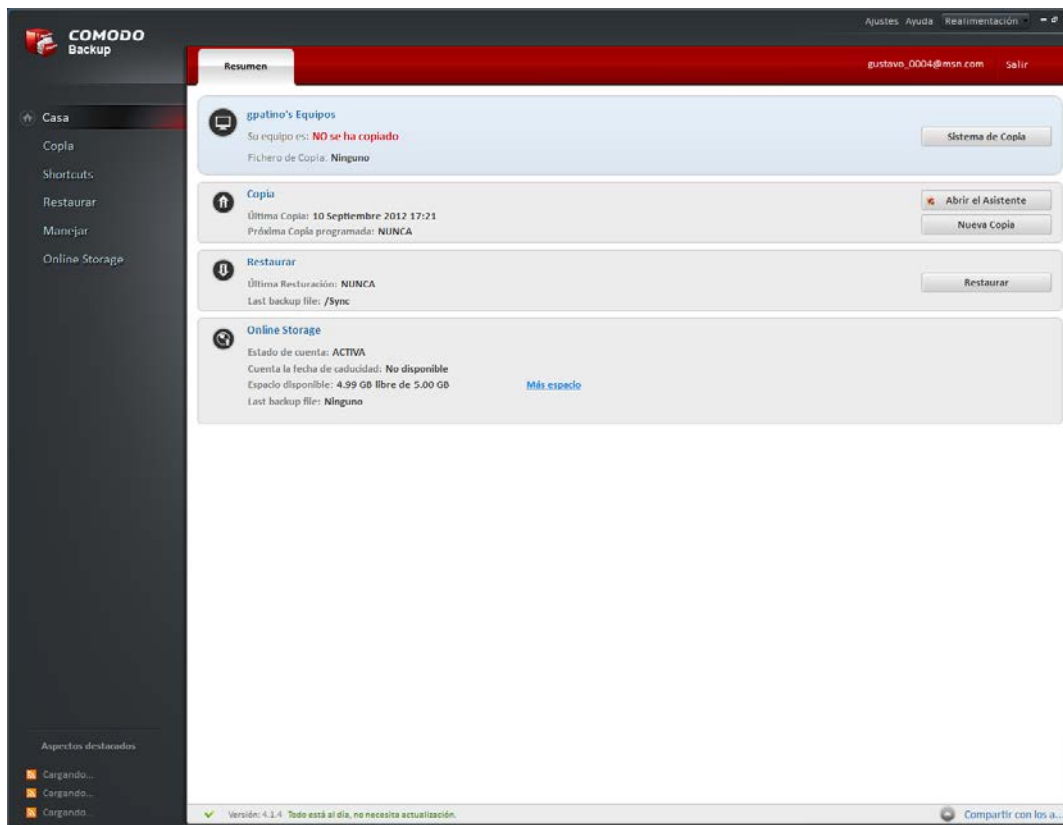 COMODO
Backup
Ajustes Ayuda Realimentación
Resumen
gustavo_0004@msn.com Salir
Casa
Copia
Shortcuts
Restaurar
Manejar
Online Storage
gpatino's Equipos
Su equipo es: NO se ha copiado
Fichero de Copia: Ninguno
Sistema de Copia
Copia
Última Copia: 10 Septiembre 2012 17:21
Próxima Copia programada: NUNCA
Abrir el Asistente
Nueva Copia
Restaurar
Última Resturación: NUNCA
Last backup file: /Sync
Restaurar
Online Storage
Estado de cuenta: ACTIVA
Cuenta la fecha de caducidad: No disponible
Espacio disponible: 4.99 GB libre de 5.00 GB Más espacio
Last backup file: Ninguno
Aspectos destacados
Cargando...
Cargando...
Cargando...
Versión: 4.1.4 Todo está al día, no necesita actualización.
Compartir con los a...